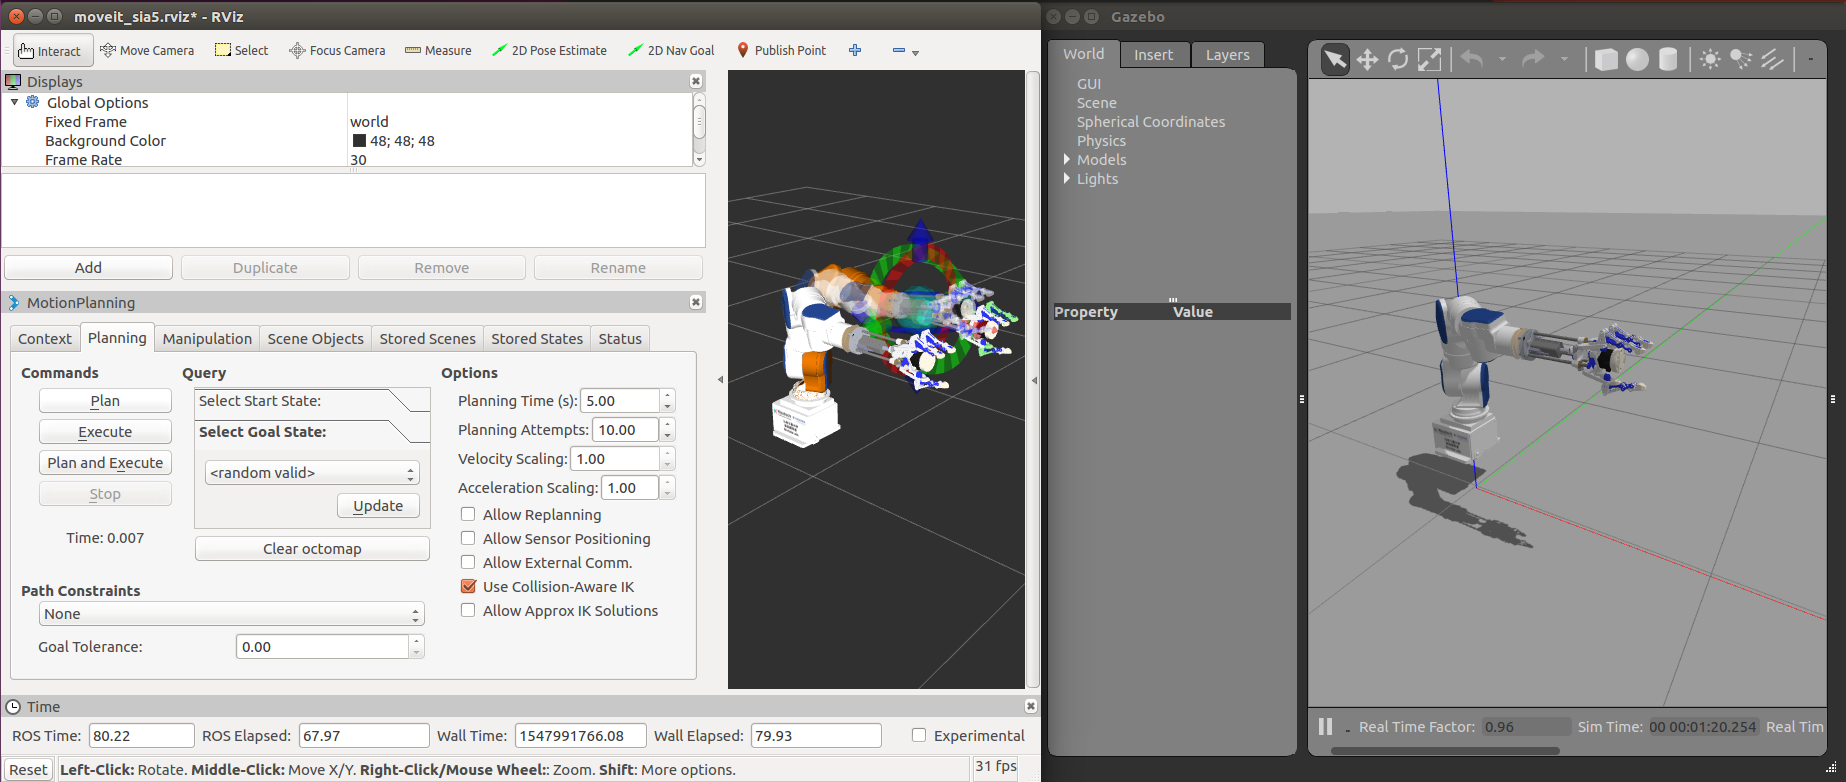 moveit_sia5.rviz* - RViz
Interact Move Camera Select Focus Camera Measure 2D Pose Estimate 2D Nav Goal Publish Point
Displays
Global Options
Fixed Frame world
Background Color 48; 48; 48
Frame Rate 30
Add Duplicate Remove Rename
MotionPlanning
Context Planning Manipulation Scene Objects Stored Scenes Stored States Status
Commands
Plan
Execute
Plan and Execute
Stop
Time: 0.007
Query
Select Start State:
Select Goal State:
<random valid>
Update
Clear octomap
Options
Planning Time (s): 5.00
Planning Attempts: 10.00
Velocity Scaling: 1.00
Acceleration Scaling: 1.00
Allow Replanning
Allow Sensor Positioning
Allow External Comm.
Use Collision-Aware IK
Allow Approx IK Solutions
Path Constraints
None
Goal Tolerance: 0.00
Time
ROS Time: 80.22 ROS Elapsed: 67.97 Wall Time: 1547991766.08 Wall Elapsed: 79.93 Experimental
Reset Left-Click: Rotate. Middle-Click: Move X/Y. Right-Click/Mouse Wheel:: Zoom. Shift: More options. 31 fps
Gazebo
World Insert Layers
GUI
Scene
Spherical Coordinates
Physics
Models
Lights
Property Value
Real Time Factor: 0.96 Sim Time: 00 00:01:20.254 Real Tim